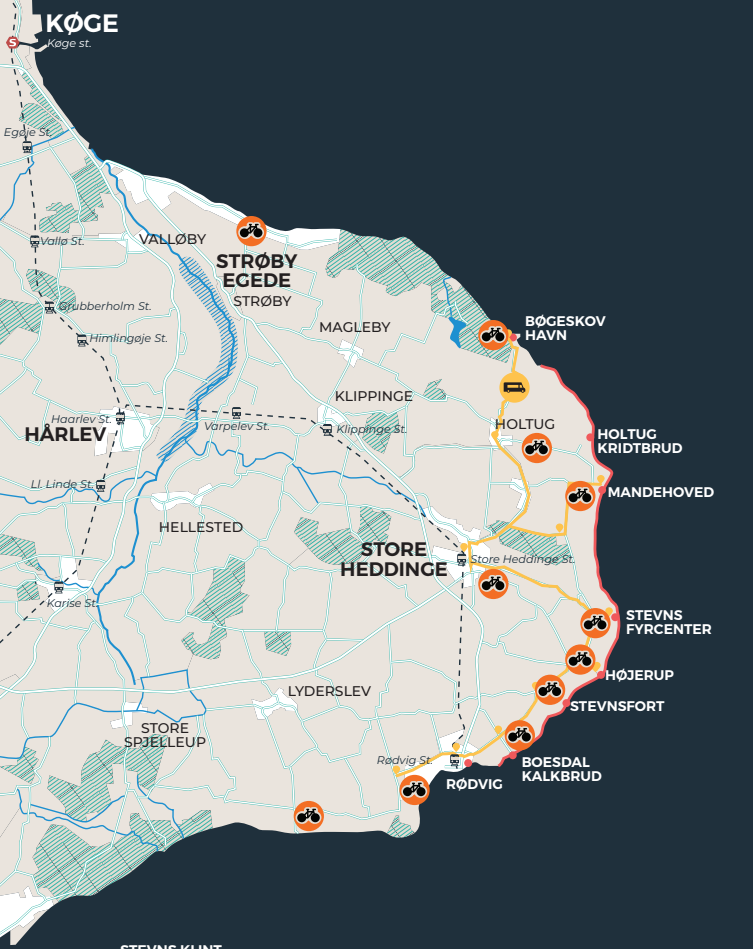 KØGE
S
Køge st.
Egøje St.
VALLØBY
Vallø St.
STRØBY
EGEDE
STRØBY
Grubberholm St.
Himlingøje St.
MAGLEBY
BØGESKOV
HAVN
KLIPPINGE
Haarlev St.
HÅRLEV
Varpelev St.
Klippinge St.
HOLTUG
HOLTUG
KRIDTBRUD
Ll. Linde St.
MANDEHOVED
HELLESTED
STORE
HEDDINGE
Store Heddinge St.
Karise St.
STEVNS
FYRCENTER
HØJERUP
LYDERSLEV
STEVNSFORT
STORE
SPJELLEUP
Rødvig St.
BOESDAL
KALKBRUD
RØDVIG
STEVNS KLINT